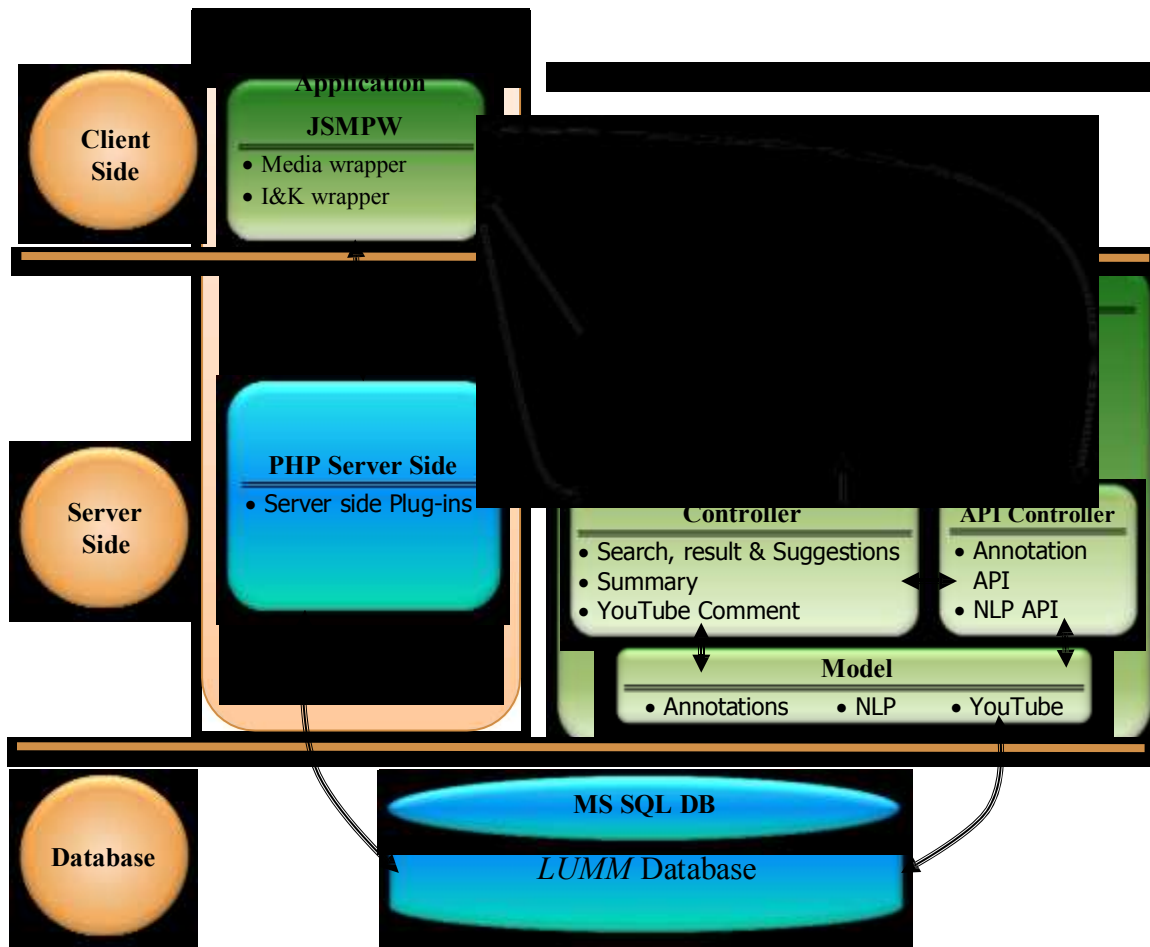 Application
JSMPW
• Media wrapper
• I&K wrapper
Client
Side
PHP Server Side
• Server side Plug-ins
Server
Side
Controller
• Search, result & Suggestions
• Summary
• YouTube Comment
API Controller
• Annotation
API
• NLP API
Model
• Annotations • NLP • YouTube
MS SQL DB
LUMM Database
Database